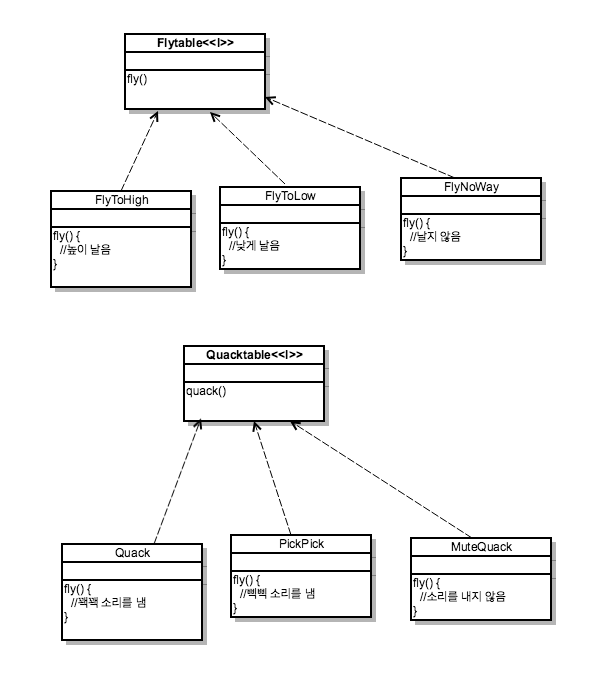 Flytable<<I>>
fly()
FlyToHigh
fly() {
//높이 날음
}
FlyToLow
fly() {
//낮게 날음
}
FlyNoWay
fly() {
//날지 않음
}
Quacktable<<I>>
quack()
Quack
fly() {
//꽥꽥 소리를 냄
}
PickPick
fly() {
//삑삑 소리를 냄
}
MuteQuack
fly() {
//소리를 내지 않음
}